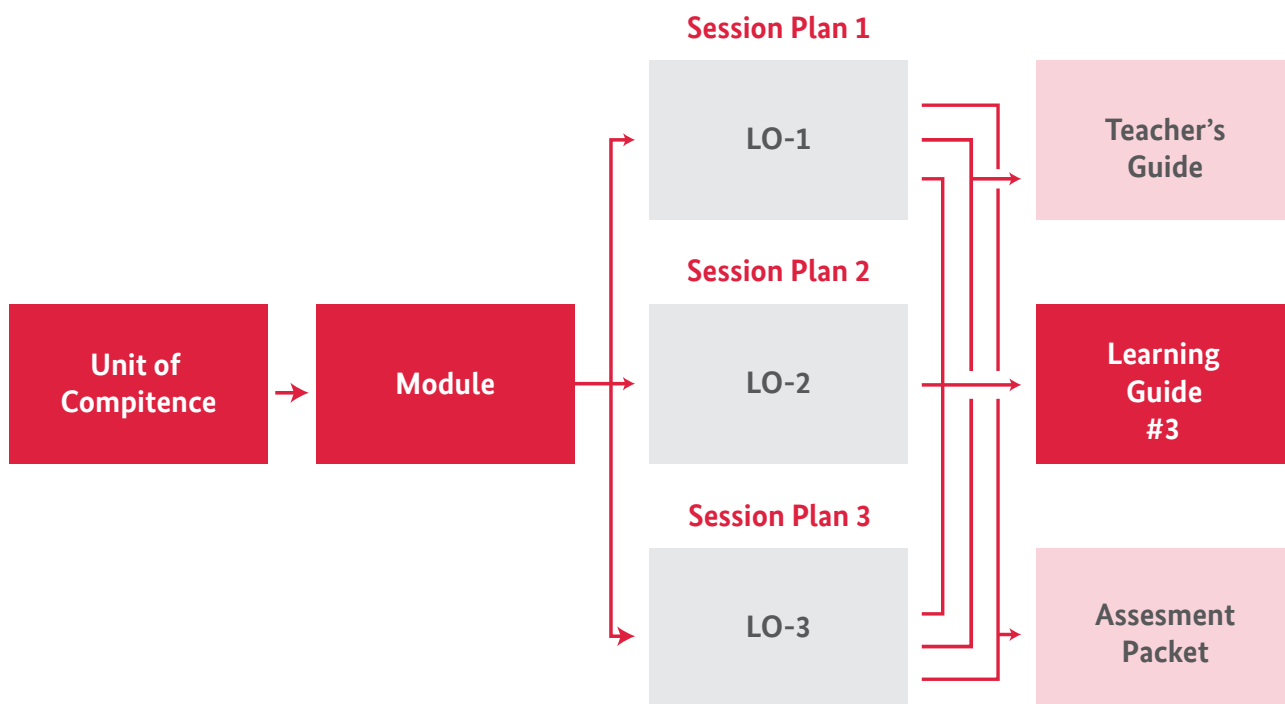 Session Plan 1
LO-1
Teacher’s
Guide
Session Plan 2
Unit of
Compitence
Module
LO-2
Learning
Guide
#3
Session Plan 3
LO-3
Assesment
Packet